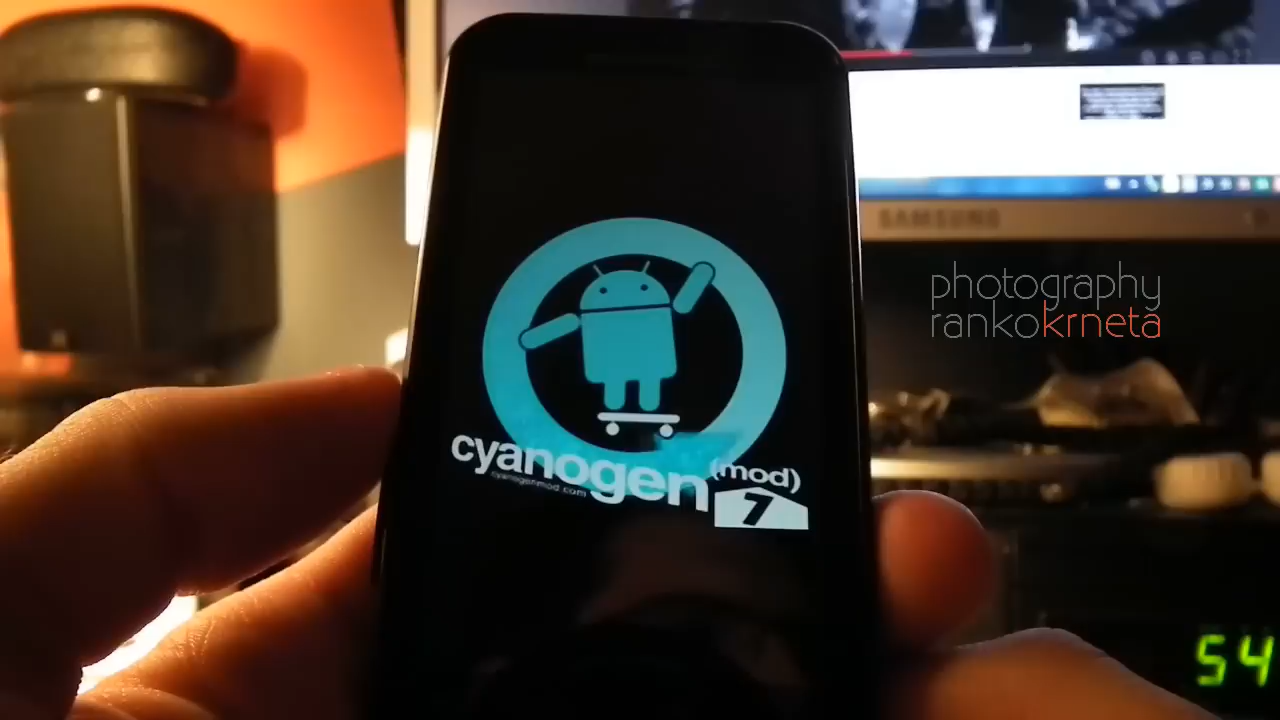 SAMSUNG
photography
rankokrneta
cyanogen (mod)
cyanogenmod.com
7
54